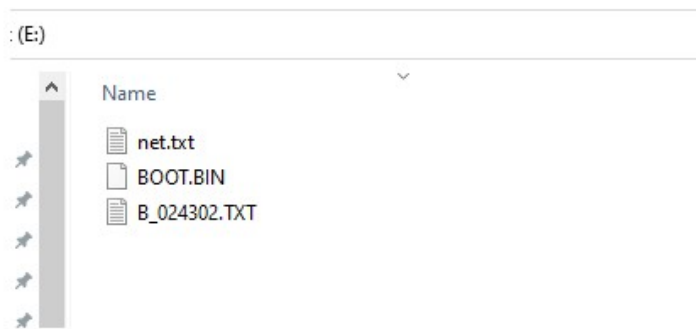 : (E:)
Name
net.txt
BOOT.BIN
B_024302.TXT